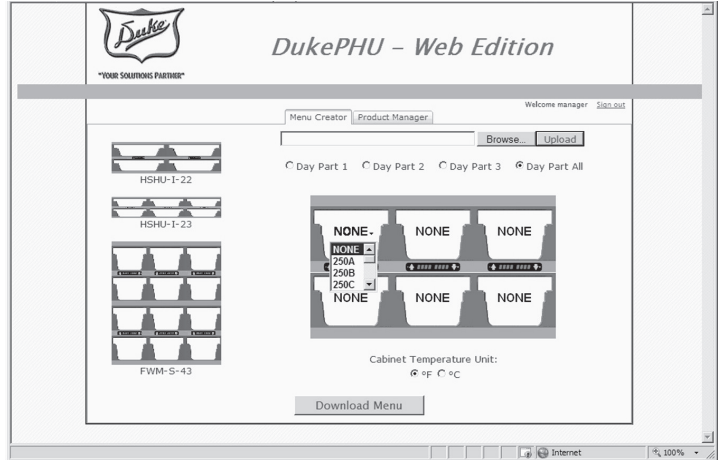 Duke
"YOUR SOLUTIONS PARTNER"
DukePHU – Web Edition
Welcome manager Sign out
Menu Creator Product Manager
Browse... Upload
Day Part 1 Day Part 2 Day Part 3 Day Part All
HSHU-I-22
HSHU-I-23
FWM-S-43
NONE NONE NONE
NONE
250A
250B
250C
#### #### #### ####
NONE NONE NONE
Cabinet Temperature Unit:
°F °C
Download Menu
Internet 100%